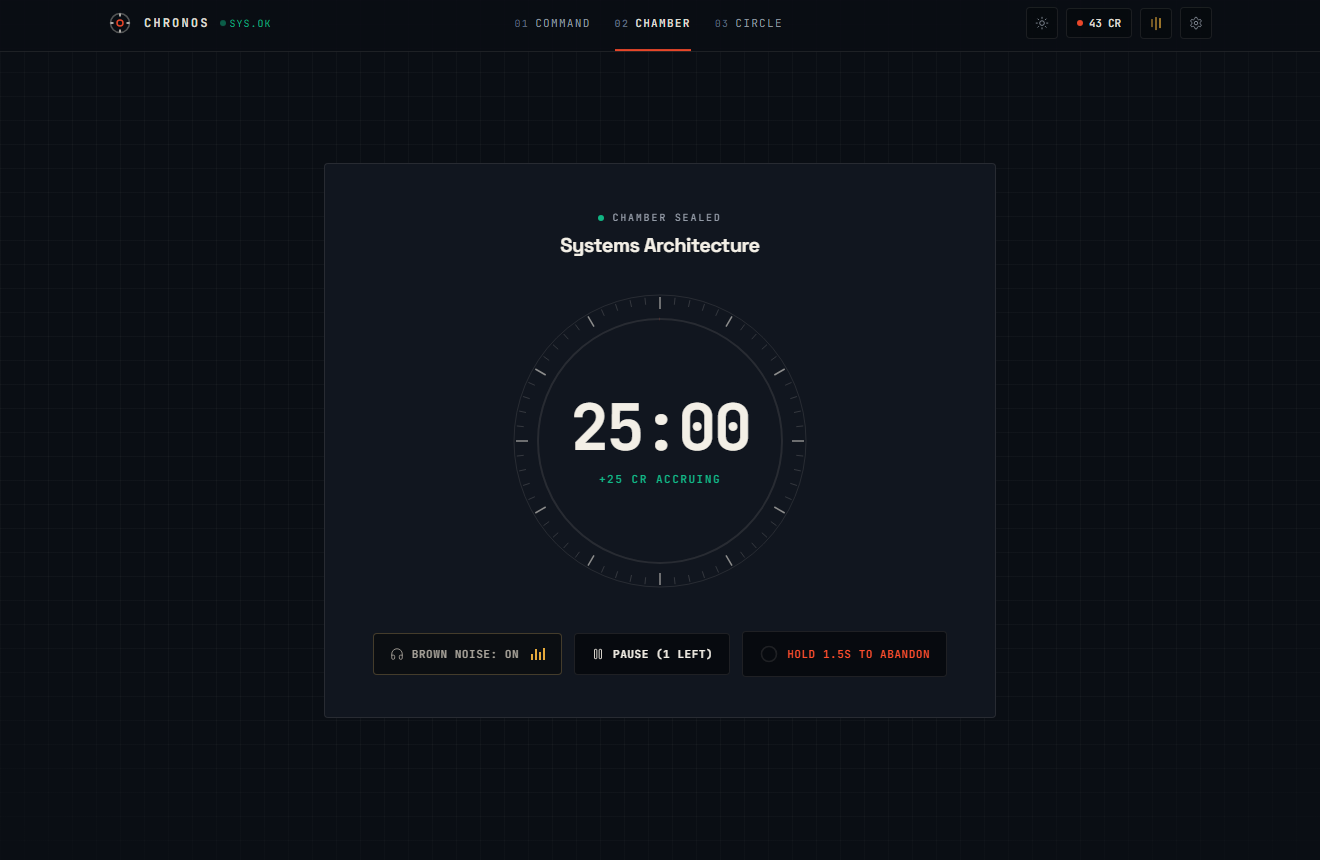 CHRONOS
SYS.OK
01 COMMAND
02 CHAMBER
03 CIRCLE
43 CR
CHAMBER SEALED
Systems Architecture
25:00
+25 CR ACCRUING
BROWN NOISE: ON
PAUSE (1 LEFT)
HOLD 1.5S TO ABANDON